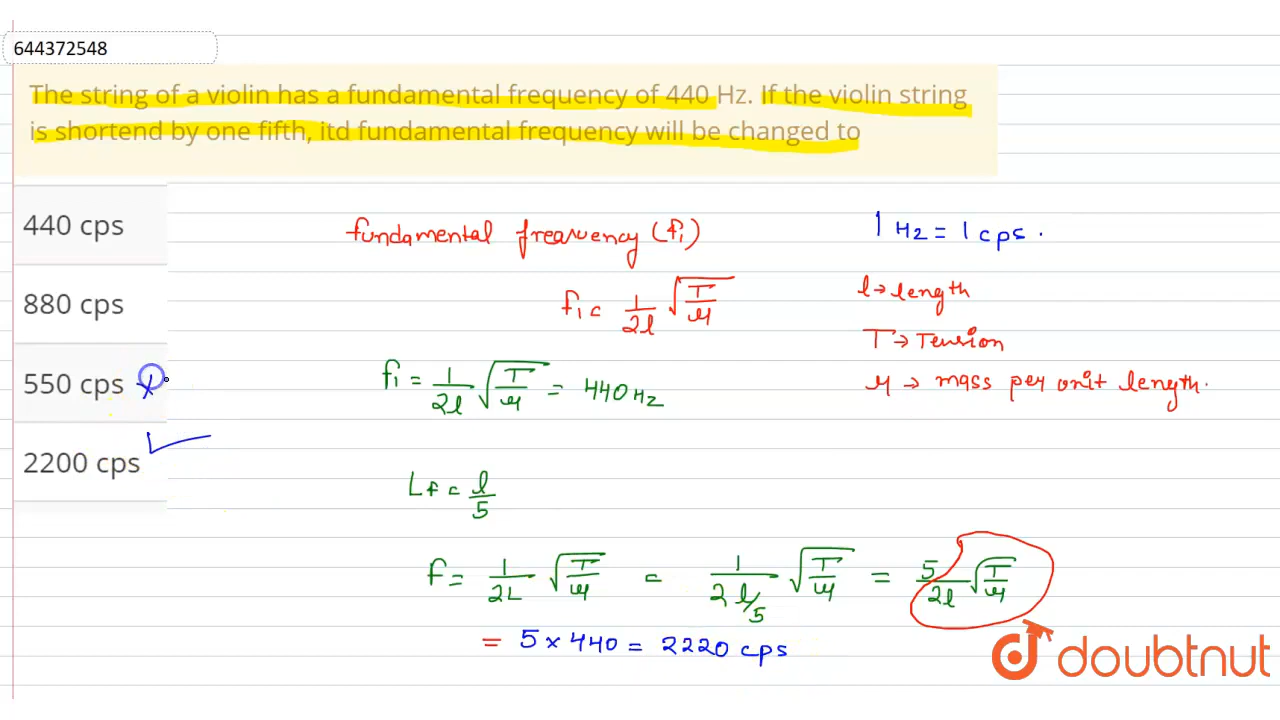 644372548
The string of a violin has a fundamental frequency of 440 Hz. If the violin string
is shortend by one fifth, itd fundamental frequency will be changed to
440 cps
880 cps
550 cps
2200 cps
fundamental frequency (f₁)
f₁ = 1/2l √T/μ
f₁ = 1/2l √T/μ = 440 Hz
Lf = l/5
f = 1/2L √T/μ = 1/2 l/5 √T/μ = 5/2l √T/μ
= 5 × 440 = 2220 cps
1 Hz = 1 cps.
l → length
T → Tension
μ → mass per unit length.
doubtnut